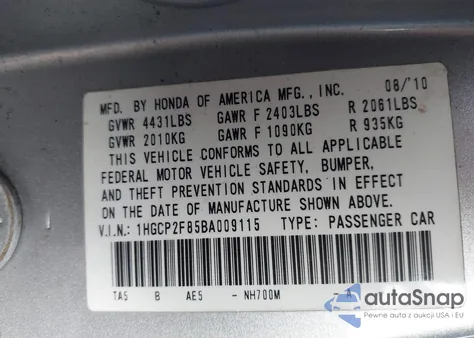 MFD. BY HONDA OF AMERICA MFG., INC. 08/10
GVWR 4431LBS GAWR F 2403LBS R 2061LBS
GVWR 2010KG GAWR F 1090KG R 935KG
THIS VEHICLE CONFORMS TO ALL APPLICABLE
FEDERAL MOTOR VEHICLE SAFETY, BUMPER,
AND THEFT PREVENTION STANDARDS IN EFFECT
ON THE DATE OF MANUFACTURE SHOWN ABOVE.
V.I.N.: 1HGCP2F85BA009115 TYPE: PASSENGER CAR
TA5 B AE5 -NH700M
autoSnap
Pewne auta z aukcji USA i EU